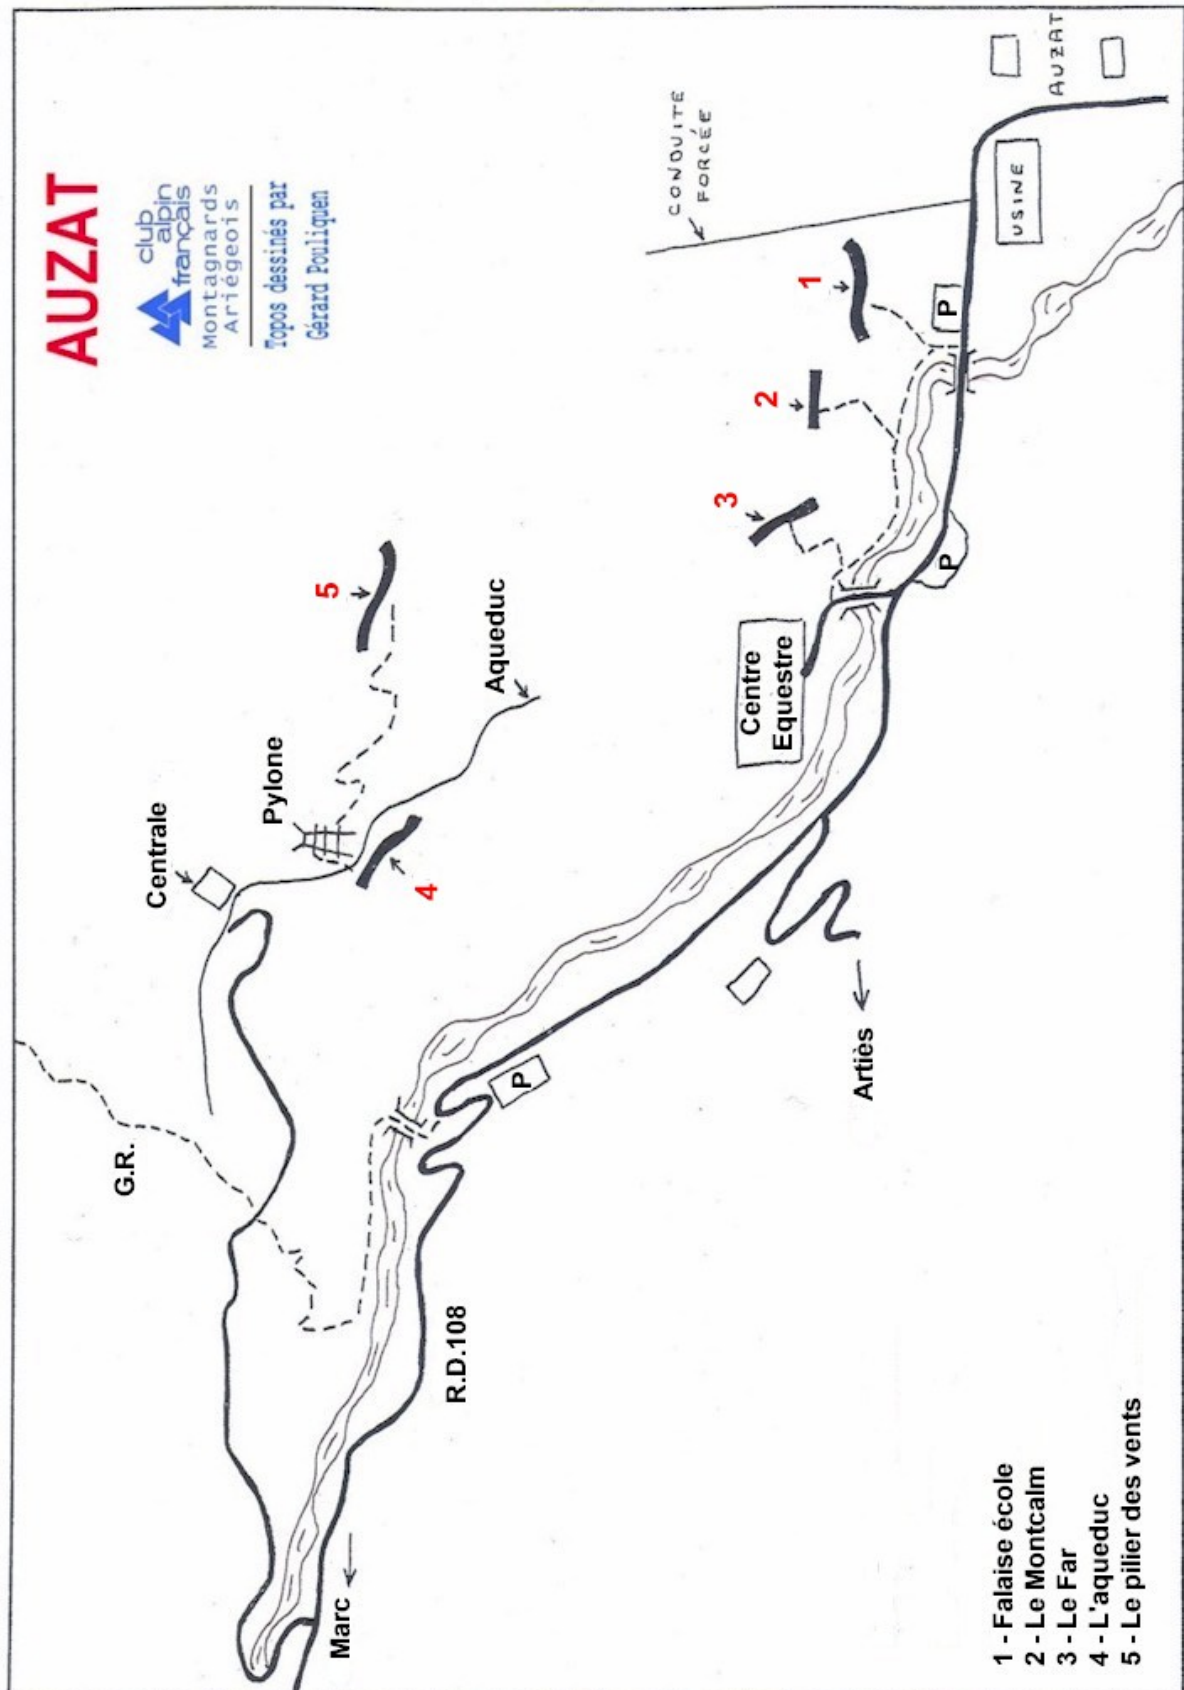 AUZAT
club
alpin
français
Montagnards
Ariégeois
Topos dessinés par
Gérard Pouliquen
G.R.
Centrale
Pylone
Aqueduc
5
4
CONDUITE
FORCÉE
1
2
3
P
USINE
AUZAT
P
Centre
Equestre
P
Artiès
R.D.108
Marc
1 - Falaise école
2 - Le Montcalm
3 - Le Far
4 - L'aqueduc
5 - Le pilier des vents